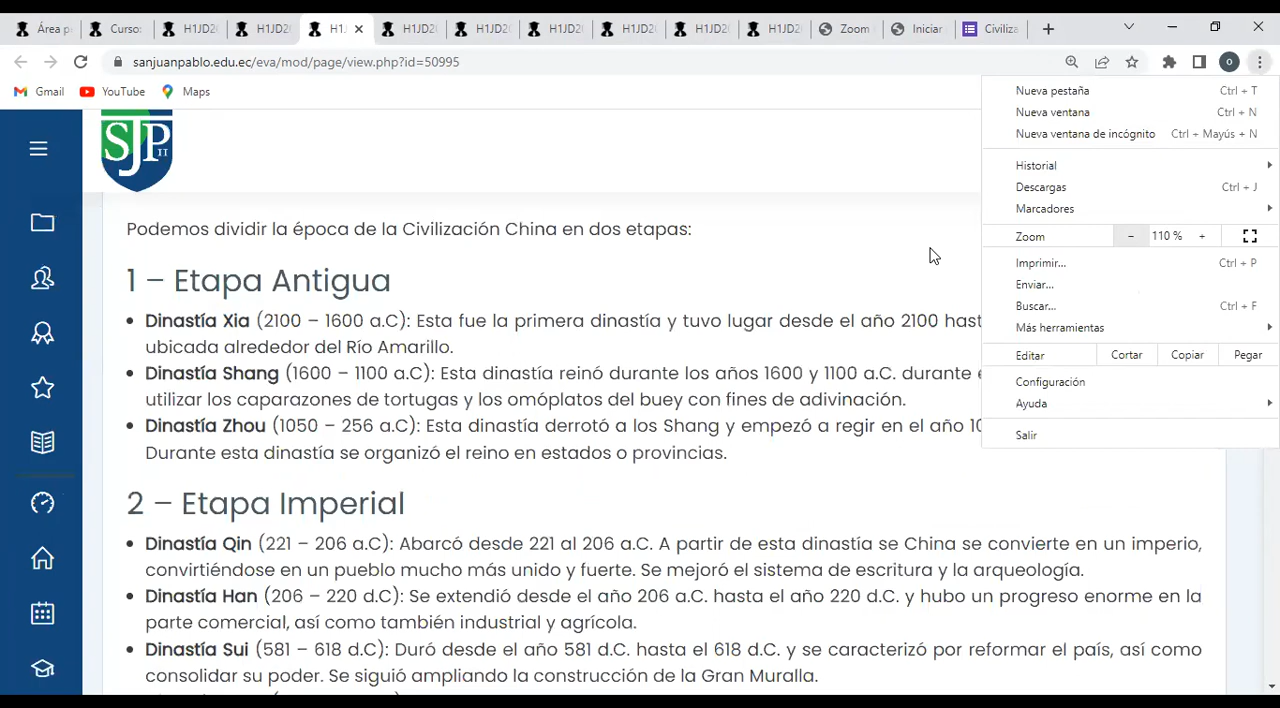 Área p
Curso:
H1JD20
H1JD20
H1J
H1JD20
H1JD20
H1JD20
H1JD20
H1JD20
H1JD20
Zoom
Iniciar
Civiliza
sanjuanpablo.edu.ec/eva/mod/page/view.php?id=50995
o
Gmail
YouTube
Maps
SJP
II
Nueva pestaña Ctrl + T
Nueva ventana Ctrl + N
Nueva ventana de incógnito Ctrl + Mayús + N
Historial
Descargas Ctrl + J
Marcadores
Zoom − 110 % +
Imprimir... Ctrl + P
Enviar...
Buscar... Ctrl + F
Más herramientas
Editar Cortar Copiar Pegar
Configuración
Ayuda
Salir
Podemos dividir la época de la Civilización China en dos etapas:
1 – Etapa Antigua
• Dinastía Xia (2100 – 1600 a.C): Esta fue la primera dinastía y tuvo lugar desde el año 2100 hast
ubicada alrededor del Río Amarillo.
• Dinastía Shang (1600 – 1100 a.C): Esta dinastía reinó durante los años 1600 y 1100 a.C. durante
utilizar los caparazones de tortugas y los omóplatos del buey con fines de adivinación.
• Dinastía Zhou (1050 – 256 a.C): Esta dinastía derrotó a los Shang y empezó a regir en el año 10
Durante esta dinastía se organizó el reino en estados o provincias.
2 – Etapa Imperial
• Dinastía Qin (221 – 206 a.C): Abarcó desde 221 al 206 a.C. A partir de esta dinastía se China se convierte en un imperio,
convirtiéndose en un pueblo mucho más unido y fuerte. Se mejoró el sistema de escritura y la arqueología.
• Dinastía Han (206 – 220 d.C): Se extendió desde el año 206 a.C. hasta el año 220 d.C. y hubo un progreso enorme en la
parte comercial, así como también industrial y agrícola.
• Dinastía Sui (581 – 618 d.C): Duró desde el año 581 d.C. hasta el 618 d.C. y se caracterizó por reformar el país, así como
consolidar su poder. Se siguió ampliando la construcción de la Gran Muralla.